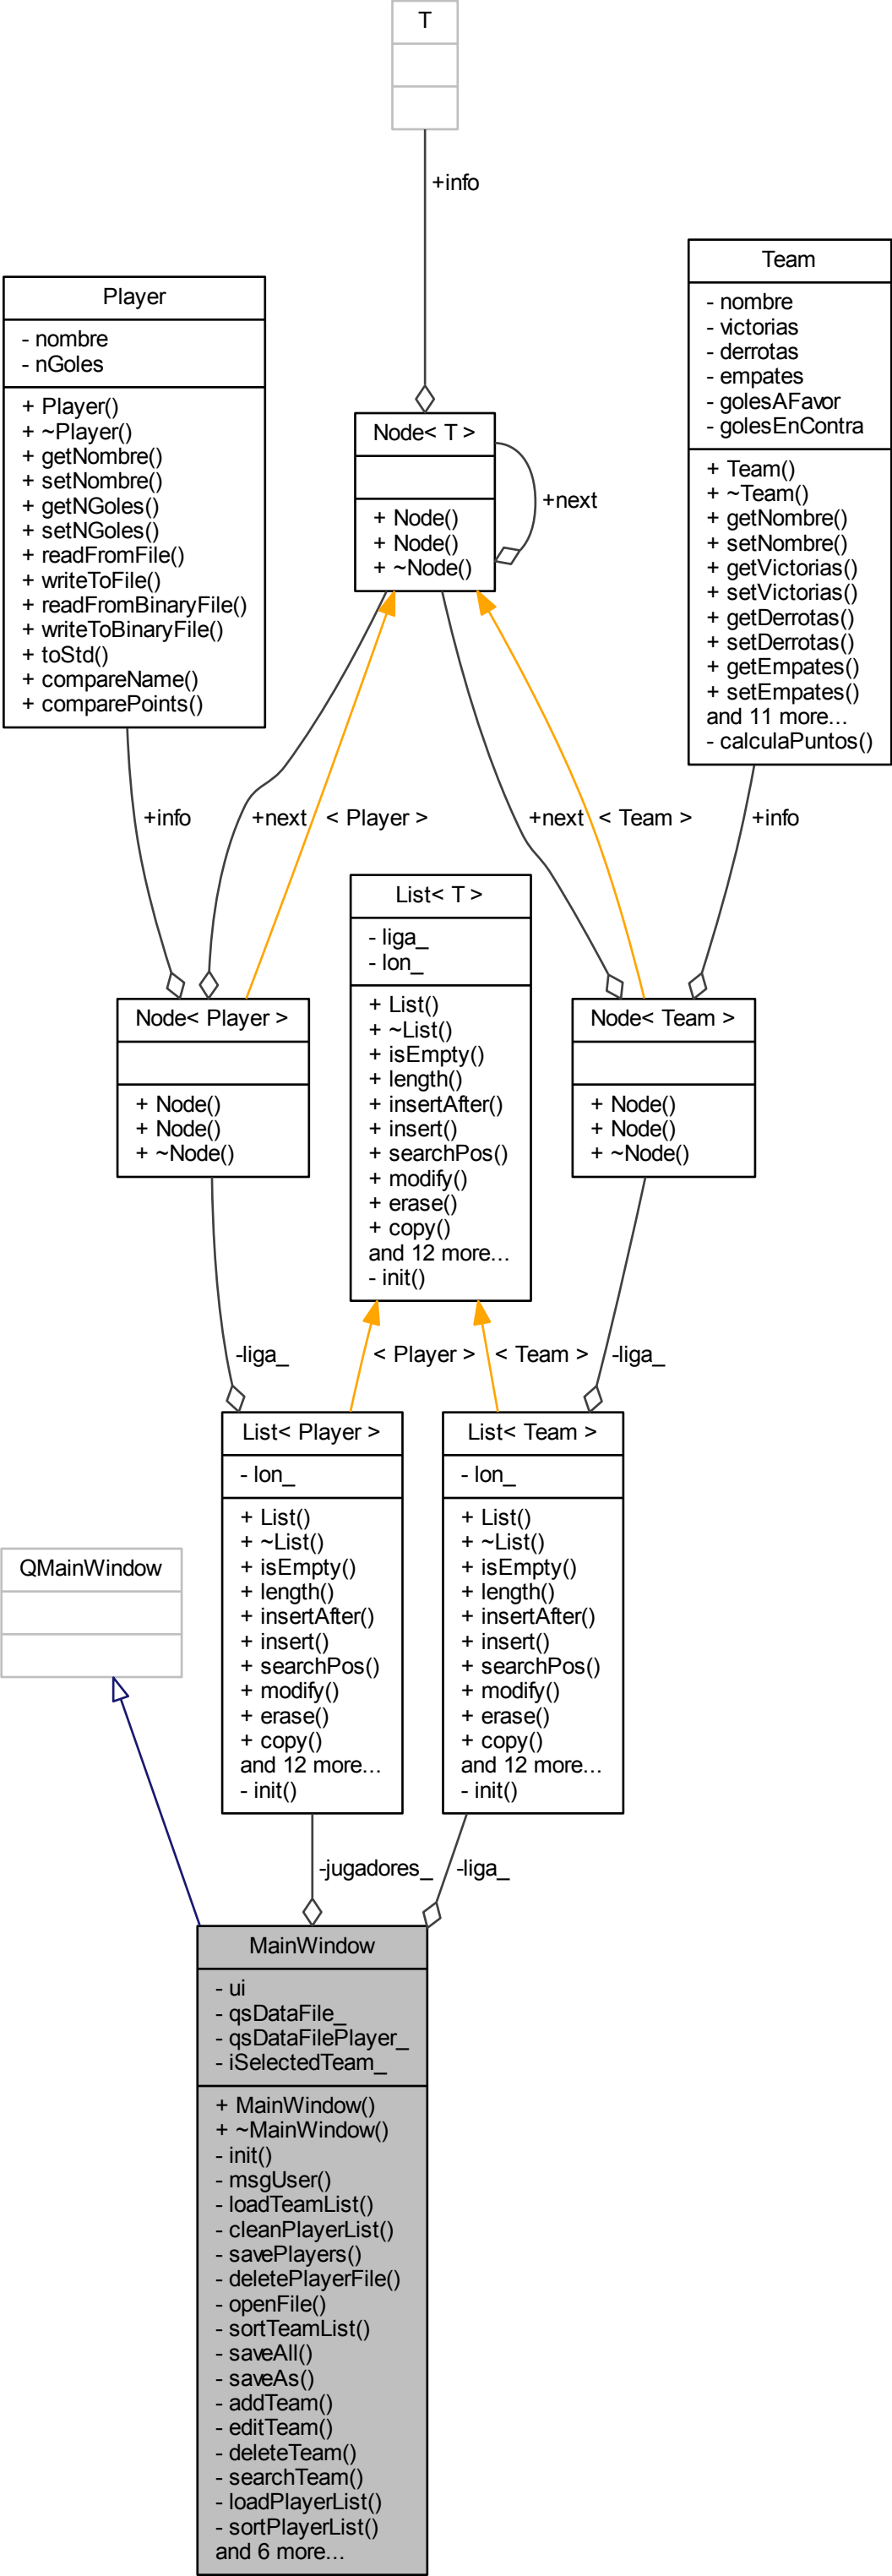 T
+info
Player
- nombre
- nGoles
+ Player()
+ ~Player()
+ getNombre()
+ setNombre()
+ getNGoles()
+ setNGoles()
+ readFromFile()
+ writeToFile()
+ readFromBinaryFile()
+ writeToBinaryFile()
+ toStd()
+ compareName()
+ comparePoints()
Node< T >
+ Node()
+ Node()
+ ~Node()
+next
Team
- nombre
- victorias
- derrotas
- empates
- golesAFavor
- golesEnContra
+ Team()
+ ~Team()
+ getNombre()
+ setNombre()
+ getVictorias()
+ setVictorias()
+ getDerrotas()
+ setDerrotas()
+ getEmpates()
+ setEmpates()
and 11 more...
- calculaPuntos()
+info
+next
< Player >
+next
< Team >
+info
Node< Player >
+ Node()
+ Node()
+ ~Node()
List< T >
- liga_
- lon_
+ List()
+ ~List()
+ isEmpty()
+ length()
+ insertAfter()
+ insert()
+ searchPos()
+ modify()
+ erase()
+ copy()
and 12 more...
- init()
Node< Team >
+ Node()
+ Node()
+ ~Node()
-liga_
< Player >
< Team >
-liga_
List< Player >
- lon_
+ List()
+ ~List()
+ isEmpty()
+ length()
+ insertAfter()
+ insert()
+ searchPos()
+ modify()
+ erase()
+ copy()
and 12 more...
- init()
List< Team >
- lon_
+ List()
+ ~List()
+ isEmpty()
+ length()
+ insertAfter()
+ insert()
+ searchPos()
+ modify()
+ erase()
+ copy()
and 12 more...
- init()
QMainWindow
-jugadores_
-liga_
MainWindow
- ui
- qsDataFile_
- qsDataFilePlayer_
- iSelectedTeam_
+ MainWindow()
+ ~MainWindow()
- init()
- msgUser()
- loadTeamList()
- cleanPlayerList()
- savePlayers()
- deletePlayerFile()
- openFile()
- sortTeamList()
- saveAll()
- saveAs()
- addTeam()
- editTeam()
- deleteTeam()
- searchTeam()
- loadPlayerList()
- sortPlayerList()
and 6 more...